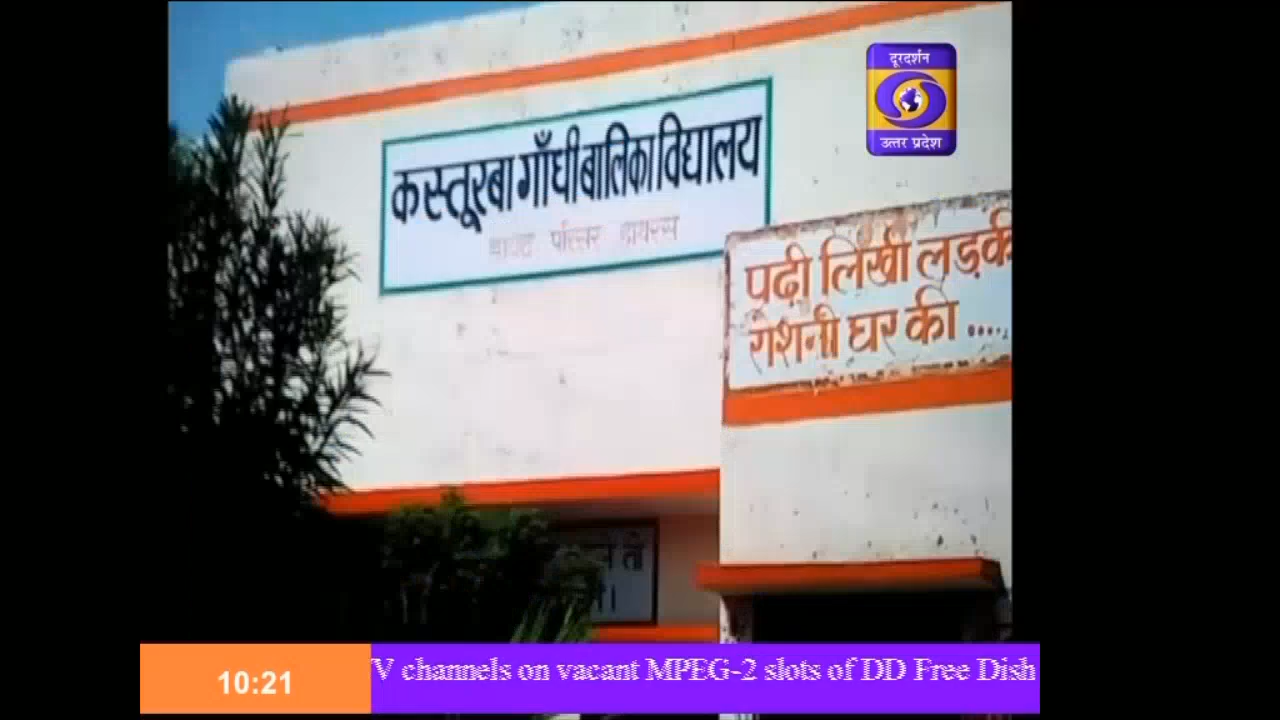 दूरदर्शन
उत्तर प्रदेश
कस्तूरबा गाँधी बालिका विद्यालय
पढ़ी लिखी लड़की
रोशनी घर की ....
तो
10:21
V channels on vacant MPEG-2 slots of DD Free Dish